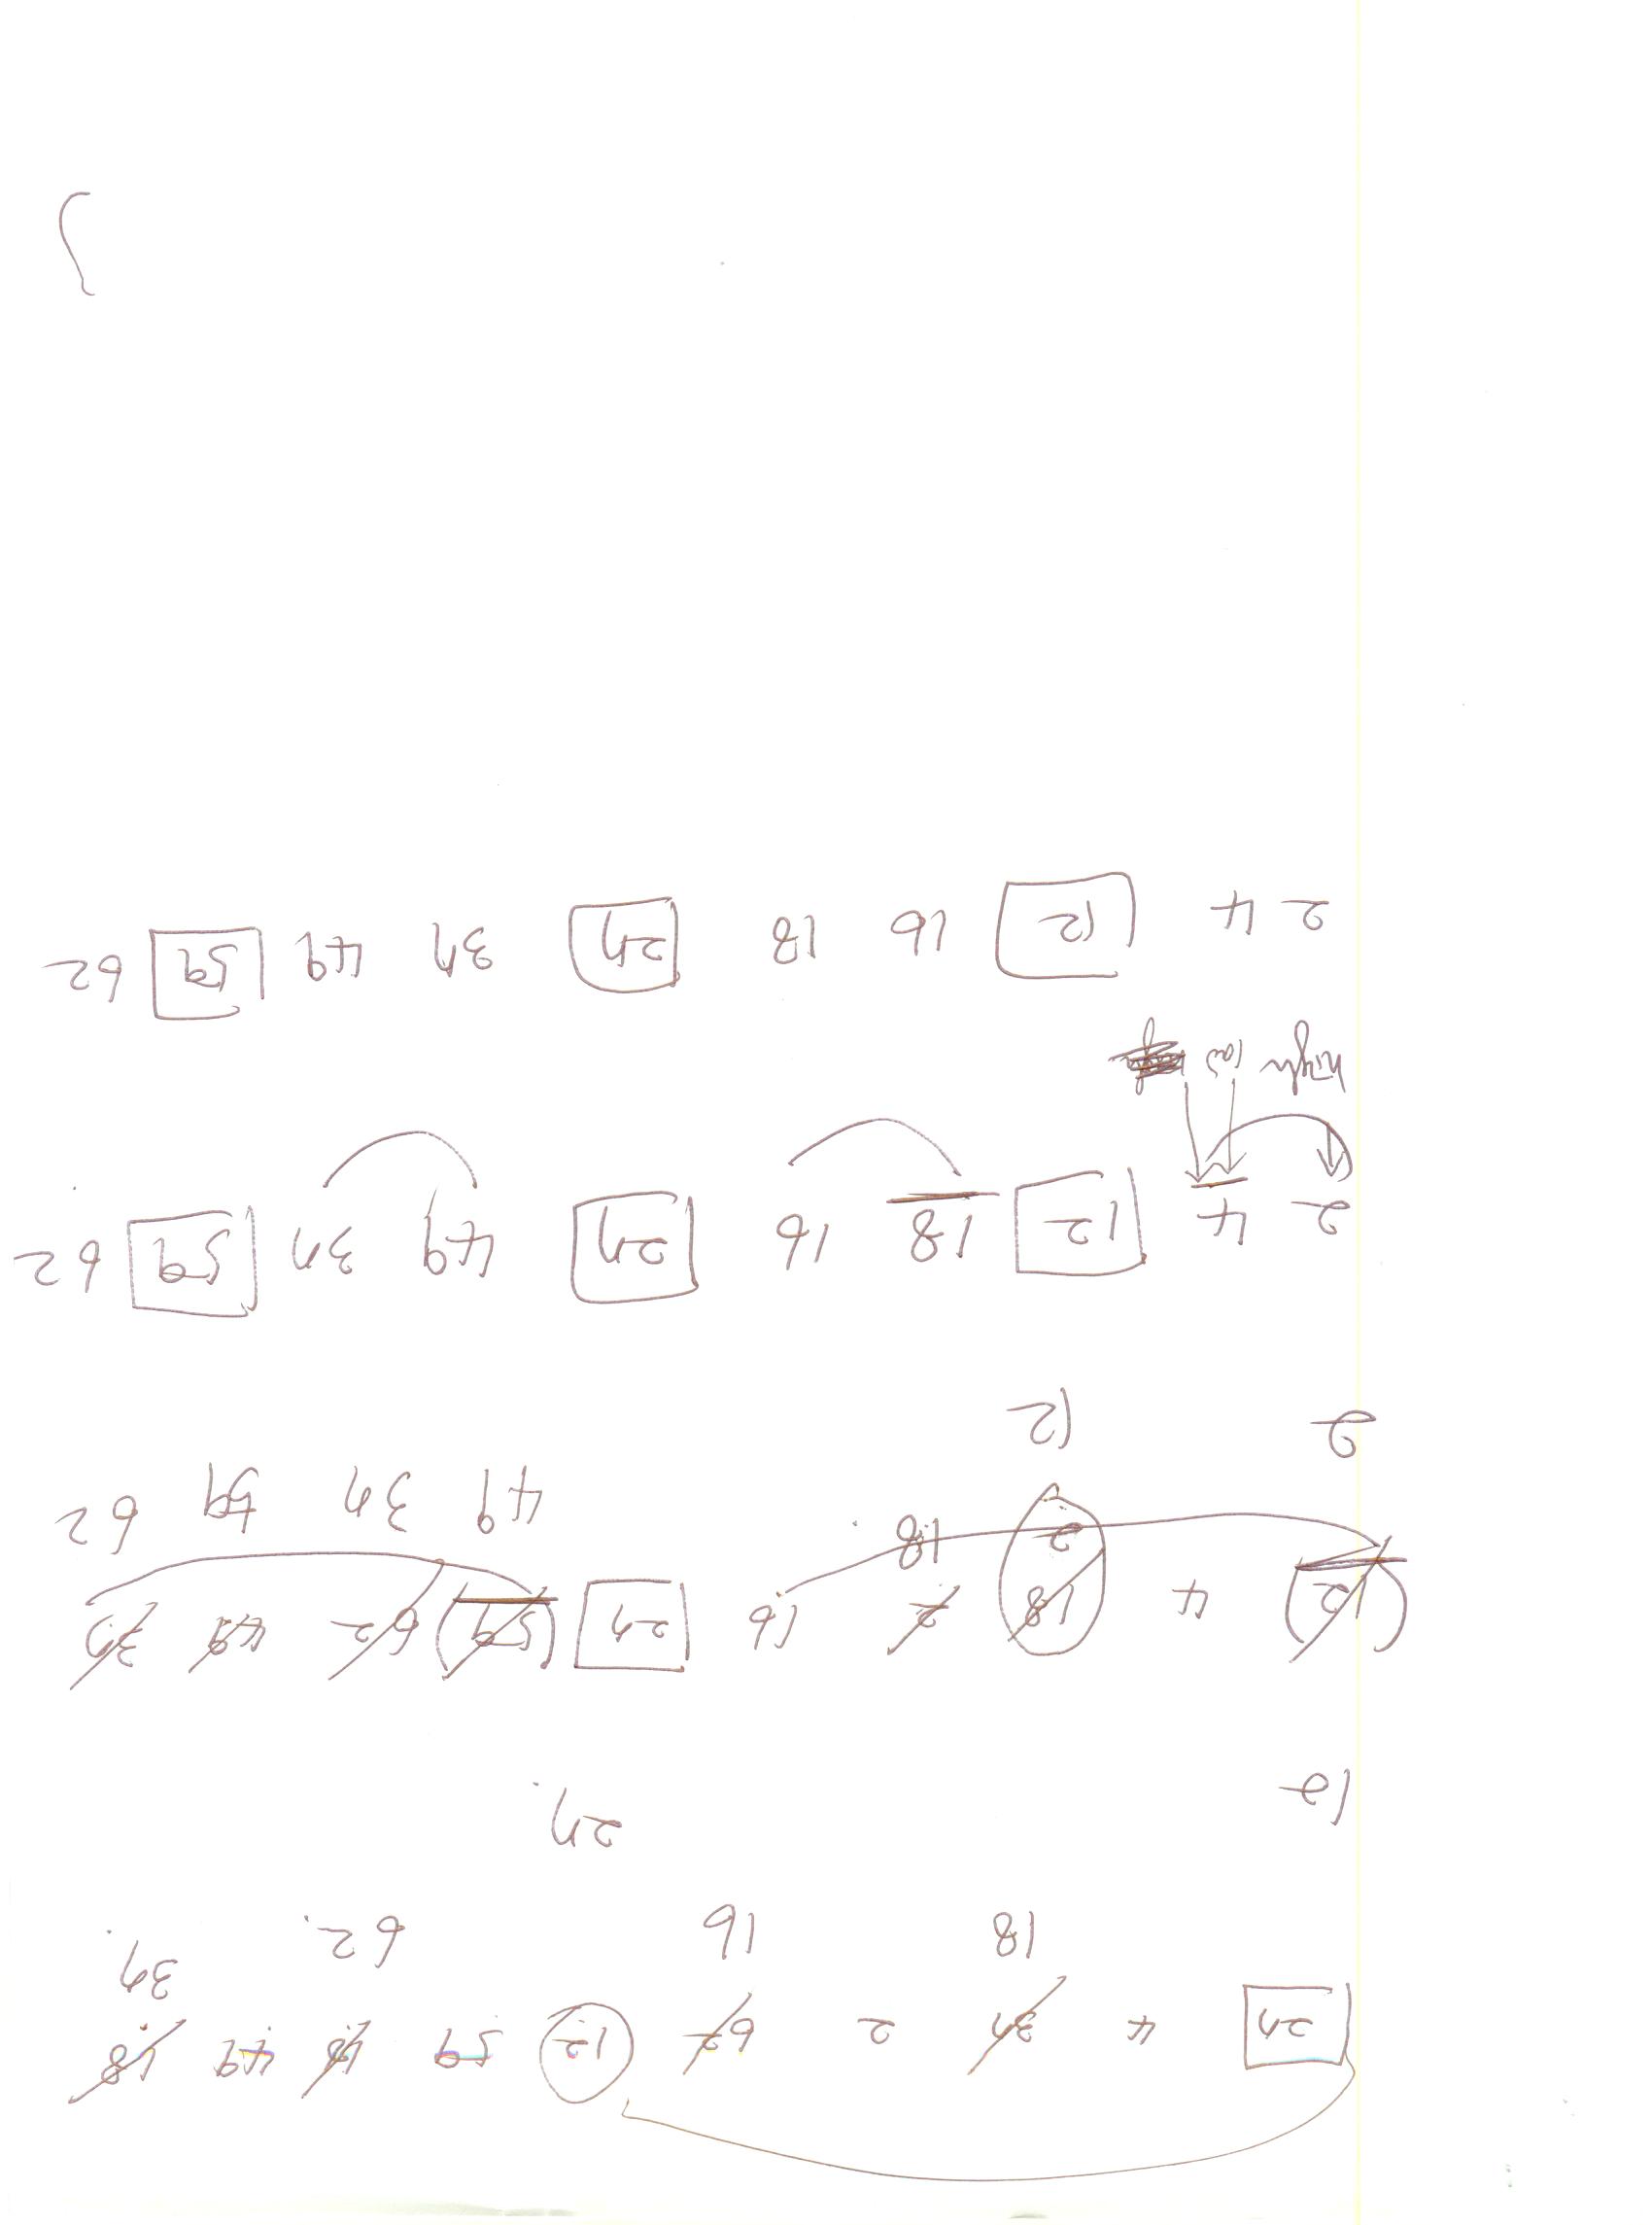 27 4 37 2 62 12 59 16 49 18
18 16 62. 37.
12 27.
12 4 18 2 16 27 59 62 49 37
2 18. 49 37 59 62
2 12
2 4 12 18 16 27 49 37 59 62
high low
2 4 12 16 18 27 37 49 59 62
}